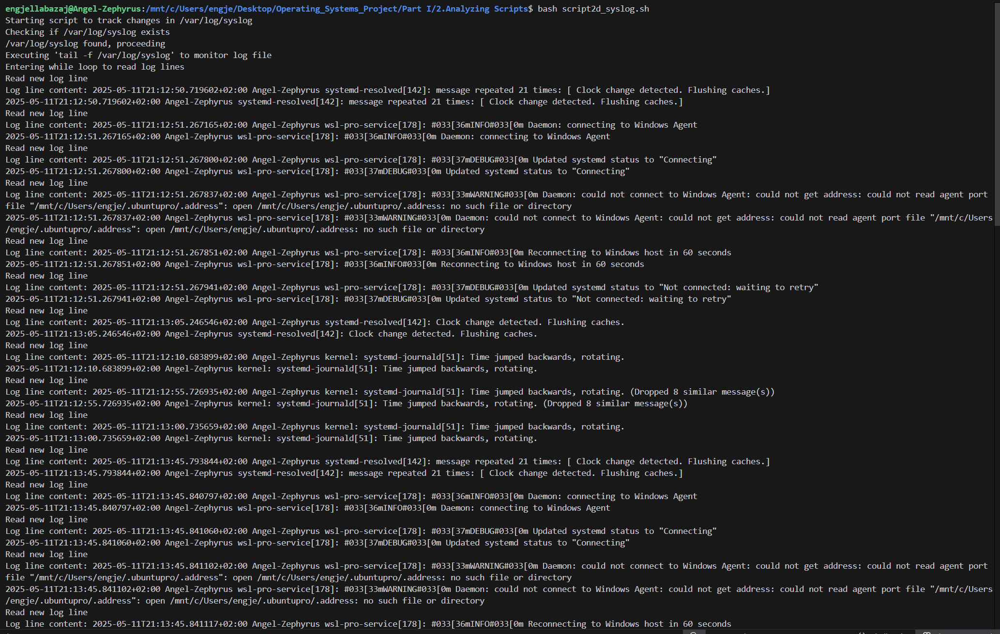 engjellabazaj@Angel-Zephyrus:/mnt/c/Users/engje/Desktop/Operating_Systems_Project/Part I/2.Analyzing Scripts$ bash script2d_syslog.sh
Starting script to track changes in /var/log/syslog
Checking if /var/log/syslog exists
/var/log/syslog found, proceeding
Executing 'tail -f /var/log/syslog' to monitor log file
Entering while loop to read log lines
Read new log line
Log line content: 2025-05-11T21:12:50.719602+02:00 Angel-Zephyrus systemd-resolved[142]: message repeated 21 times: [ Clock change detected. Flushing caches.]
2025-05-11T21:12:50.719602+02:00 Angel-Zephyrus systemd-resolved[142]: message repeated 21 times: [ Clock change detected. Flushing caches.]
Read new log line
Log line content: 2025-05-11T21:12:51.267165+02:00 Angel-Zephyrus wsl-pro-service[178]: #033[36mINFO#033[0m Daemon: connecting to Windows Agent
2025-05-11T21:12:51.267165+02:00 Angel-Zephyrus wsl-pro-service[178]: #033[36mINFO#033[0m Daemon: connecting to Windows Agent
Read new log line
Log line content: 2025-05-11T21:12:51.267800+02:00 Angel-Zephyrus wsl-pro-service[178]: #033[37mDEBUG#033[0m Updated systemd status to "Connecting"
2025-05-11T21:12:51.267800+02:00 Angel-Zephyrus wsl-pro-service[178]: #033[37mDEBUG#033[0m Updated systemd status to "Connecting"
Read new log line
Log line content: 2025-05-11T21:12:51.267837+02:00 Angel-Zephyrus wsl-pro-service[178]: #033[33mWARNING#033[0m Daemon: could not connect to Windows Agent: could not get address: could not read agent port
file "/mnt/c/Users/engje/.ubuntupro/.address": open /mnt/c/Users/engje/.ubuntupro/.address: no such file or directory
2025-05-11T21:12:51.267837+02:00 Angel-Zephyrus wsl-pro-service[178]: #033[33mWARNING#033[0m Daemon: could not connect to Windows Agent: could not get address: could not read agent port file "/mnt/c/Users
/engje/.ubuntupro/.address": open /mnt/c/Users/engje/.ubuntupro/.address: no such file or directory
Read new log line
Log line content: 2025-05-11T21:12:51.267851+02:00 Angel-Zephyrus wsl-pro-service[178]: #033[36mINFO#033[0m Reconnecting to Windows host in 60 seconds
2025-05-11T21:12:51.267851+02:00 Angel-Zephyrus wsl-pro-service[178]: #033[36mINFO#033[0m Reconnecting to Windows host in 60 seconds
Read new log line
Log line content: 2025-05-11T21:12:51.267941+02:00 Angel-Zephyrus wsl-pro-service[178]: #033[37mDEBUG#033[0m Updated systemd status to "Not connected: waiting to retry"
2025-05-11T21:12:51.267941+02:00 Angel-Zephyrus wsl-pro-service[178]: #033[37mDEBUG#033[0m Updated systemd status to "Not connected: waiting to retry"
Read new log line
Log line content: 2025-05-11T21:13:05.246546+02:00 Angel-Zephyrus systemd-resolved[142]: Clock change detected. Flushing caches.
2025-05-11T21:13:05.246546+02:00 Angel-Zephyrus systemd-resolved[142]: Clock change detected. Flushing caches.
Read new log line
Log line content: 2025-05-11T21:12:10.683899+02:00 Angel-Zephyrus kernel: systemd-journald[51]: Time jumped backwards, rotating.
2025-05-11T21:12:10.683899+02:00 Angel-Zephyrus kernel: systemd-journald[51]: Time jumped backwards, rotating.
Read new log line
Log line content: 2025-05-11T21:12:55.726935+02:00 Angel-Zephyrus kernel: systemd-journald[51]: Time jumped backwards, rotating. (Dropped 8 similar message(s))
2025-05-11T21:12:55.726935+02:00 Angel-Zephyrus kernel: systemd-journald[51]: Time jumped backwards, rotating. (Dropped 8 similar message(s))
Read new log line
Log line content: 2025-05-11T21:13:00.735659+02:00 Angel-Zephyrus kernel: systemd-journald[51]: Time jumped backwards, rotating.
2025-05-11T21:13:00.735659+02:00 Angel-Zephyrus kernel: systemd-journald[51]: Time jumped backwards, rotating.
Read new log line
Log line content: 2025-05-11T21:13:45.793844+02:00 Angel-Zephyrus systemd-resolved[142]: message repeated 21 times: [ Clock change detected. Flushing caches.]
2025-05-11T21:13:45.793844+02:00 Angel-Zephyrus systemd-resolved[142]: message repeated 21 times: [ Clock change detected. Flushing caches.]
Read new log line
Log line content: 2025-05-11T21:13:45.840797+02:00 Angel-Zephyrus wsl-pro-service[178]: #033[36mINFO#033[0m Daemon: connecting to Windows Agent
2025-05-11T21:13:45.840797+02:00 Angel-Zephyrus wsl-pro-service[178]: #033[36mINFO#033[0m Daemon: connecting to Windows Agent
Read new log line
Log line content: 2025-05-11T21:13:45.841060+02:00 Angel-Zephyrus wsl-pro-service[178]: #033[37mDEBUG#033[0m Updated systemd status to "Connecting"
2025-05-11T21:13:45.841060+02:00 Angel-Zephyrus wsl-pro-service[178]: #033[37mDEBUG#033[0m Updated systemd status to "Connecting"
Read new log line
Log line content: 2025-05-11T21:13:45.841102+02:00 Angel-Zephyrus wsl-pro-service[178]: #033[33mWARNING#033[0m Daemon: could not connect to Windows Agent: could not get address: could not read agent port
file "/mnt/c/Users/engje/.ubuntupro/.address": open /mnt/c/Users/engje/.ubuntupro/.address: no such file or directory
2025-05-11T21:13:45.841102+02:00 Angel-Zephyrus wsl-pro-service[178]: #033[33mWARNING#033[0m Daemon: could not connect to Windows Agent: could not get address: could not read agent port file "/mnt/c/Users
/engje/.ubuntupro/.address": open /mnt/c/Users/engje/.ubuntupro/.address: no such file or directory
Read new log line
Log line content: 2025-05-11T21:13:45.841117+02:00 Angel-Zephyrus wsl-pro-service[178]: #033[36mINFO#033[0m Reconnecting to Windows host in 60 seconds